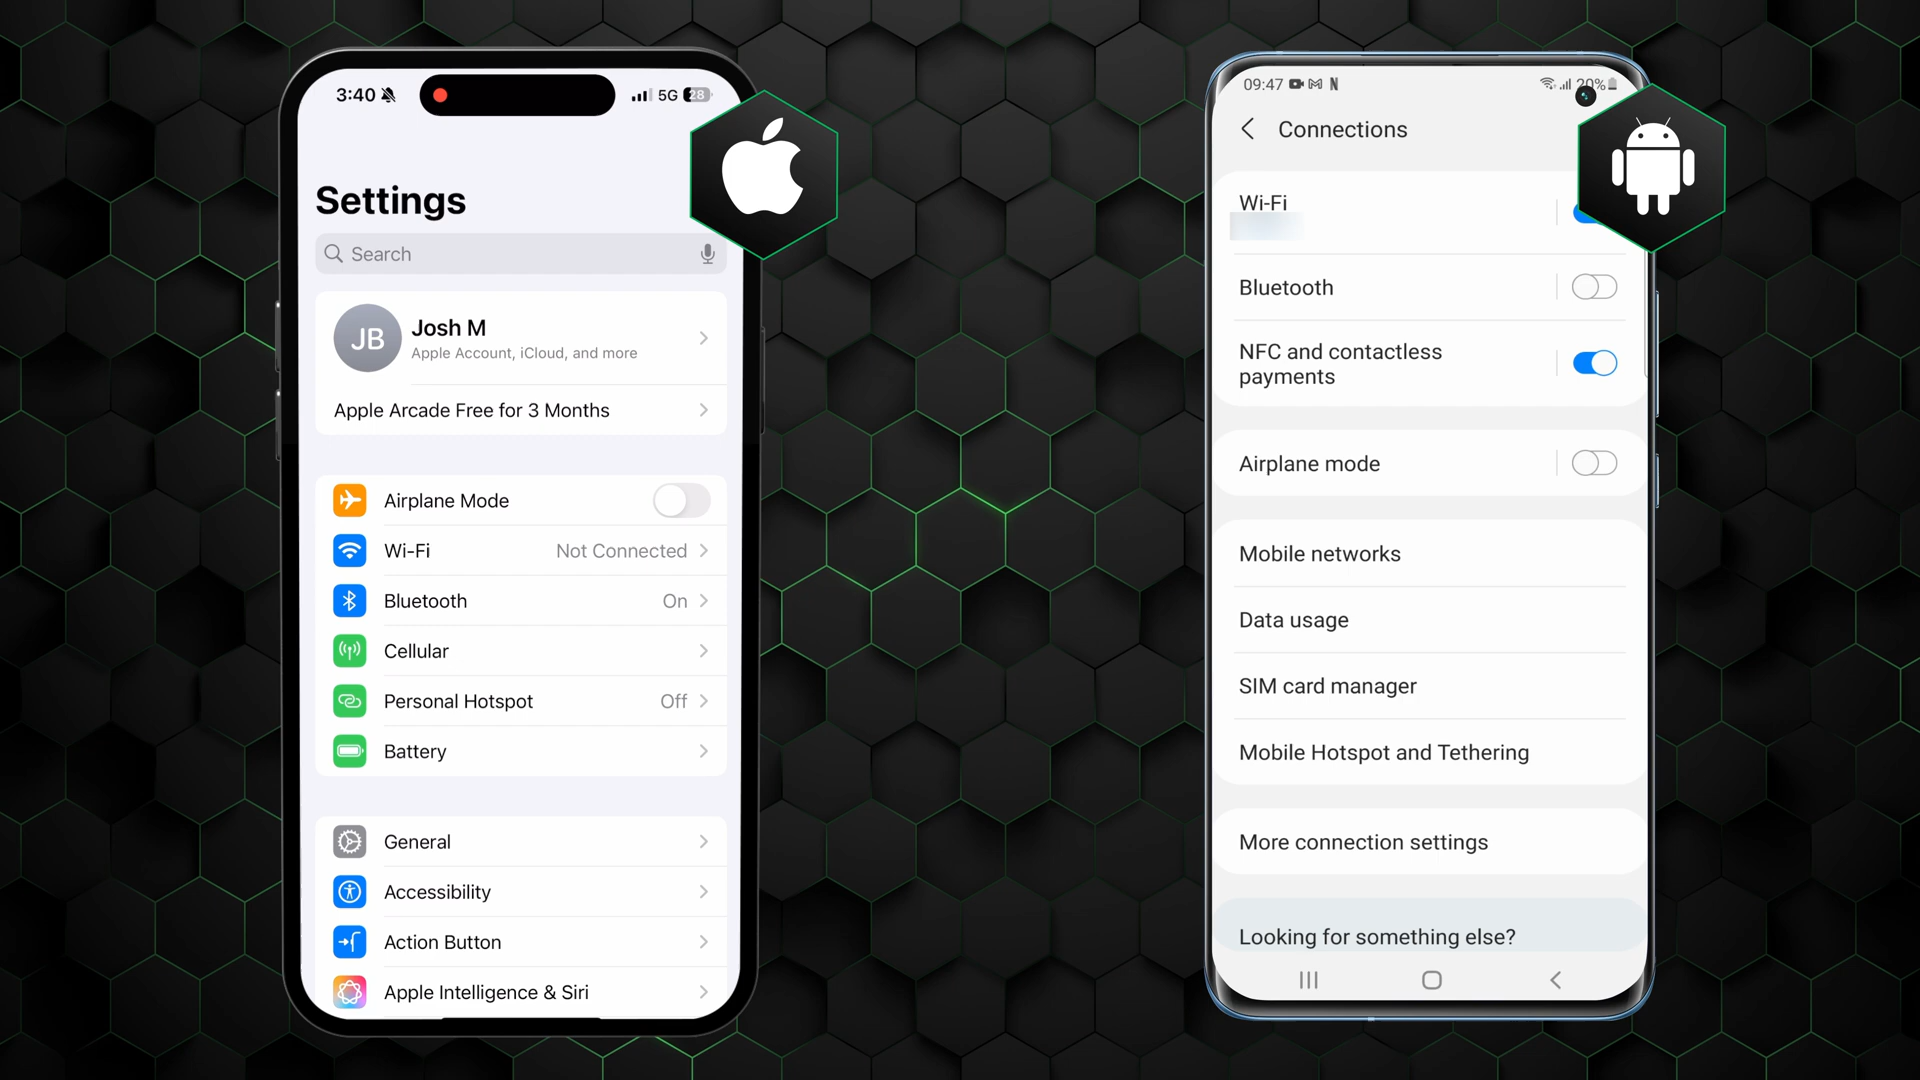 3:40
5G 28
Settings
Search
JB
Josh M
Apple Account, iCloud, and more
Apple Arcade Free for 3 Months
Airplane Mode
Wi-Fi Not Connected
Bluetooth On
Cellular
Personal Hotspot Off
Battery
General
Accessibility
Action Button
Apple Intelligence & Siri
09:47
20%
Connections
Wi-Fi
Bluetooth
NFC and contactless
payments
Airplane mode
Mobile networks
Data usage
SIM card manager
Mobile Hotspot and Tethering
More connection settings
Looking for something else?